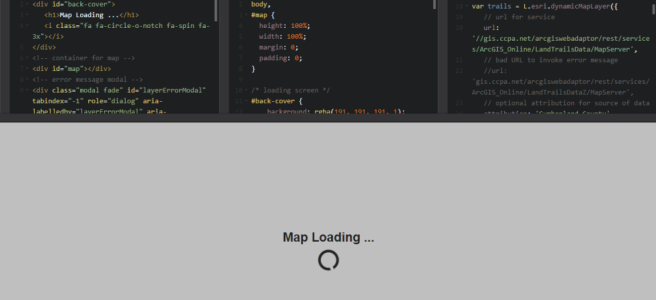 <div id="back-cover">
<h1>Map Loading ...</h1>
<i class="fa fa-circle-o-notch fa-spin fa-
3x"></i>
</div>
<!-- container for map -->
<div id="map"></div>
<!-- error message modal -->
<div class="modal fade" id="layerErrorModal"
tabindex="-1" role="dialog" aria-
labelledby="layerErrorModal" aria-
body,
#map {
height: 100%;
width: 100%;
margin: 0;
padding: 0;
}
/* loading screen */
#back-cover {
background: rgba(191, 191, 191, 1);
var trails = L.esri.dynamicMapLayer({
// url for service
url:
'//gis.ccpa.net/arcgiswebadaptor/rest/service
s/ArcGIS_Online/LandTrailsData/MapServer',
// bad URL to invoke error message
//url:
'gis.ccpa.net/arcgiswebadaptor/rest/services/
ArcGIS_Online/LandTrailsData2/MapServer',
// optional attribution for source of data
attribution: 'Cumberland County'
Map Loading ...